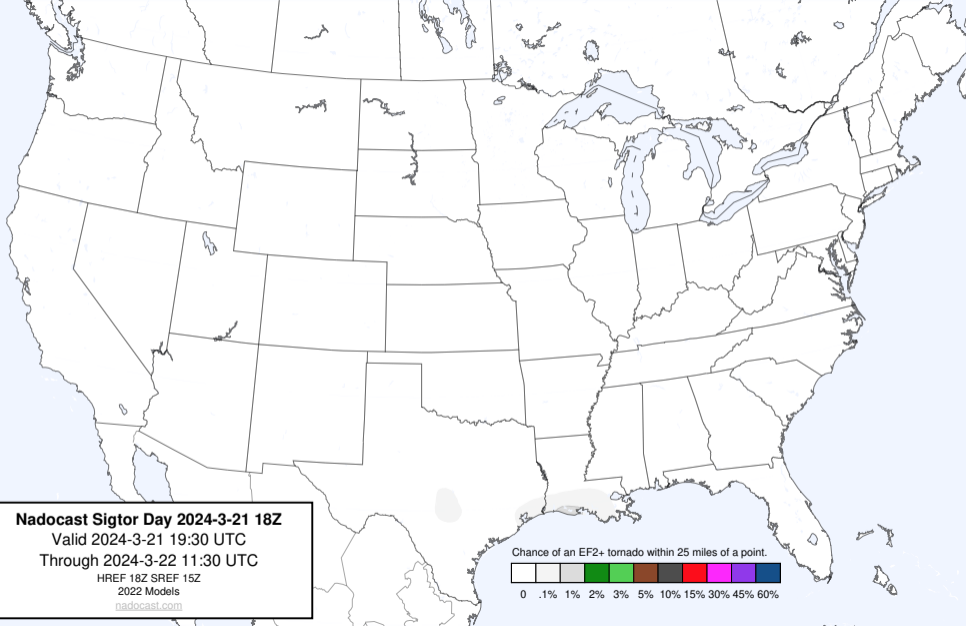 Nadocast Sigtor Day 2024-3-21 18Z
Valid 2024-3-21 19:30 UTC
Through 2024-3-22 11:30 UTC
HREF 18Z SREF 15Z
2022 Models
nadocast.com
Chance of an EF2+ tornado within 25 miles of a point.
0 .1% 1% 2% 3% 5% 10% 15% 30% 45% 60%